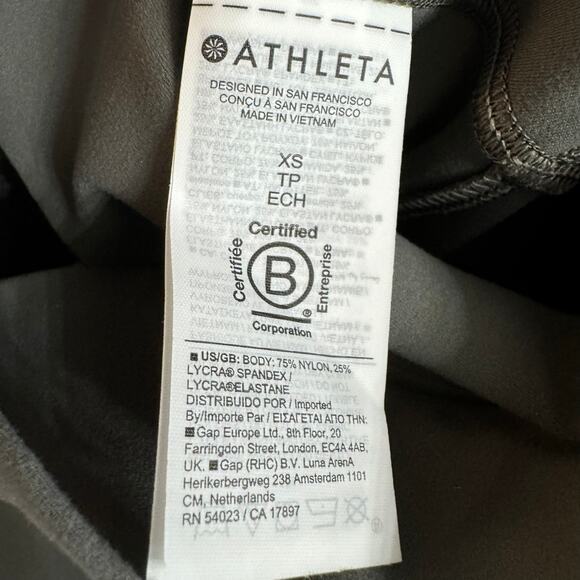 ATHLETA
DESIGNED IN SAN FRANCISCO
CONÇU À SAN FRANCISCO
MADE IN VIETNAM
XS
TP
ECH
Certified
Certifiée
B
Entreprise
®
Corporation
US/GB: BODY: 75% NYLON, 25%
LYCRA® SPANDEX /
LYCRA®ELASTANE
DISTRIBUIDO POR / Imported
By/Importe Par / ΕΙΣΑΓΕΤΑΙ ΑΠΟ ΤΗΝ:
Gap Europe Ltd., 8th Floor, 20
Farringdon Street, London, EC4A 4AB,
UK. Gap (RHC) B.V. Luna ArenA
Herikerbergweg 238 Amsterdam 1101
CM, Netherlands
RN 54023 / CA 17897